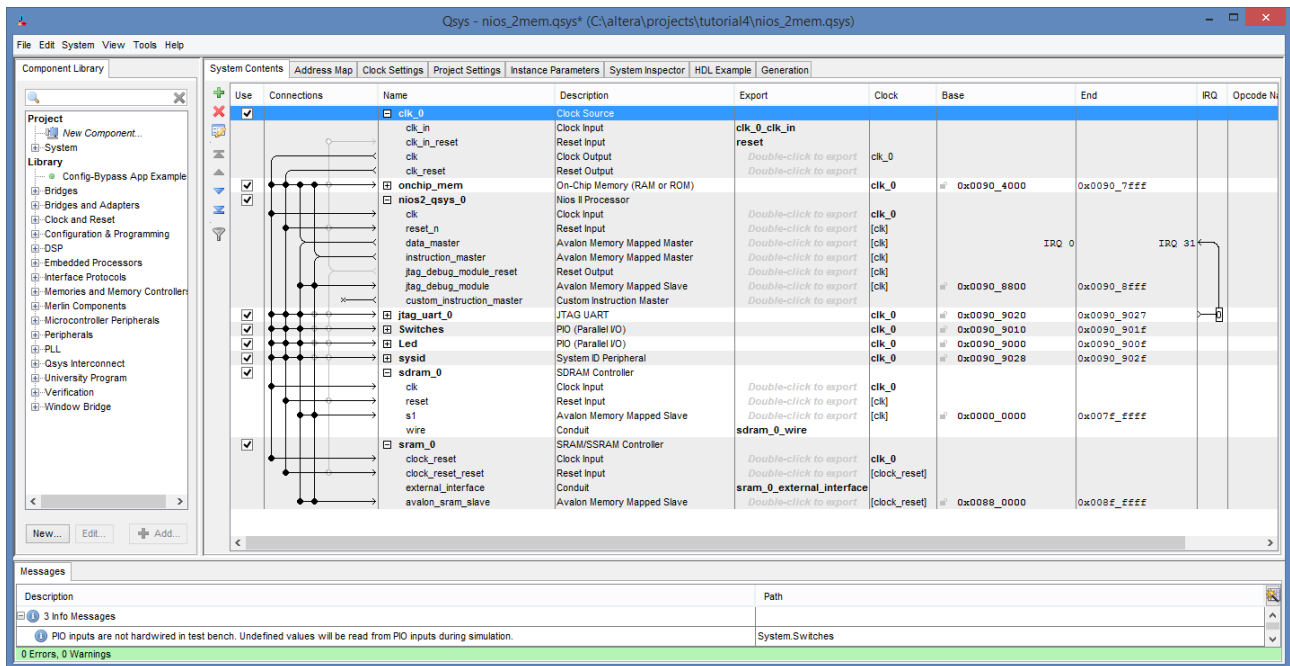 Qsys - nios_2mem.qsys* (C:\altera\projects\tutorial4\nios_2mem.qsys)
File Edit System View Tools Help
Component Library
Project
New Component...
System
Library
Config-Bypass App Example
Bridges
Bridges and Adapters
Clock and Reset
Configuration & Programming
DSP
Embedded Processors
Interface Protocols
Memories and Memory Controllers
Merlin Components
Microcontroller Peripherals
Peripherals
PLL
Qsys Interconnect
University Program
Verification
Window Bridge
New... Edit... Add...
System Contents Address Map Clock Settings Project Settings Instance Parameters System Inspector HDL Example Generation
Use Connections Name Description Export Clock Base End IRQ Opcode Na
clk_0 Clock Source
clk_in Clock Input clk_0_clk_in
clk_in_reset Reset Input reset
clk Clock Output Double-click to export clk_0
clk_reset Reset Output Double-click to export
onchip_mem On-Chip Memory (RAM or ROM) clk_0 0x0090_4000 0x0090_7fff
nios2_qsys_0 Nios II Processor
clk Clock Input Double-click to export clk_0
reset_n Reset Input Double-click to export [clk]
data_master Avalon Memory Mapped Master Double-click to export [clk] IRQ 0 IRQ 31
instruction_master Avalon Memory Mapped Master Double-click to export [clk]
jtag_debug_module_reset Reset Output Double-click to export [clk]
jtag_debug_module Avalon Memory Mapped Slave Double-click to export [clk] 0x0090_8800 0x0090_8fff
custom_instruction_master Custom Instruction Master Double-click to export
jtag_uart_0 JTAG UART clk_0 0x0090_9020 0x0090_9027 0
Switches PIO (Parallel I/O) clk_0 0x0090_9010 0x0090_901f
Led PIO (Parallel I/O) clk_0 0x0090_9000 0x0090_900f
sysid System ID Peripheral clk_0 0x0090_9028 0x0090_902f
sdram_0 SDRAM Controller
clk Clock Input Double-click to export clk_0
reset Reset Input Double-click to export [clk]
s1 Avalon Memory Mapped Slave Double-click to export [clk] 0x0000_0000 0x007f_ffff
wire Conduit sdram_0_wire
sram_0 SRAM/SSRAM Controller
clock_reset Clock Input Double-click to export clk_0
clock_reset_reset Reset Input Double-click to export [clock_reset]
external_interface Conduit sram_0_external_interface
avalon_sram_slave Avalon Memory Mapped Slave Double-click to export [clock_reset] 0x0088_0000 0x008f_ffff
Messages
Description Path
3 Info Messages
PIO inputs are not hardwired in test bench. Undefined values will be read from PIO inputs during simulation. System.Switches
0 Errors, 0 Warnings